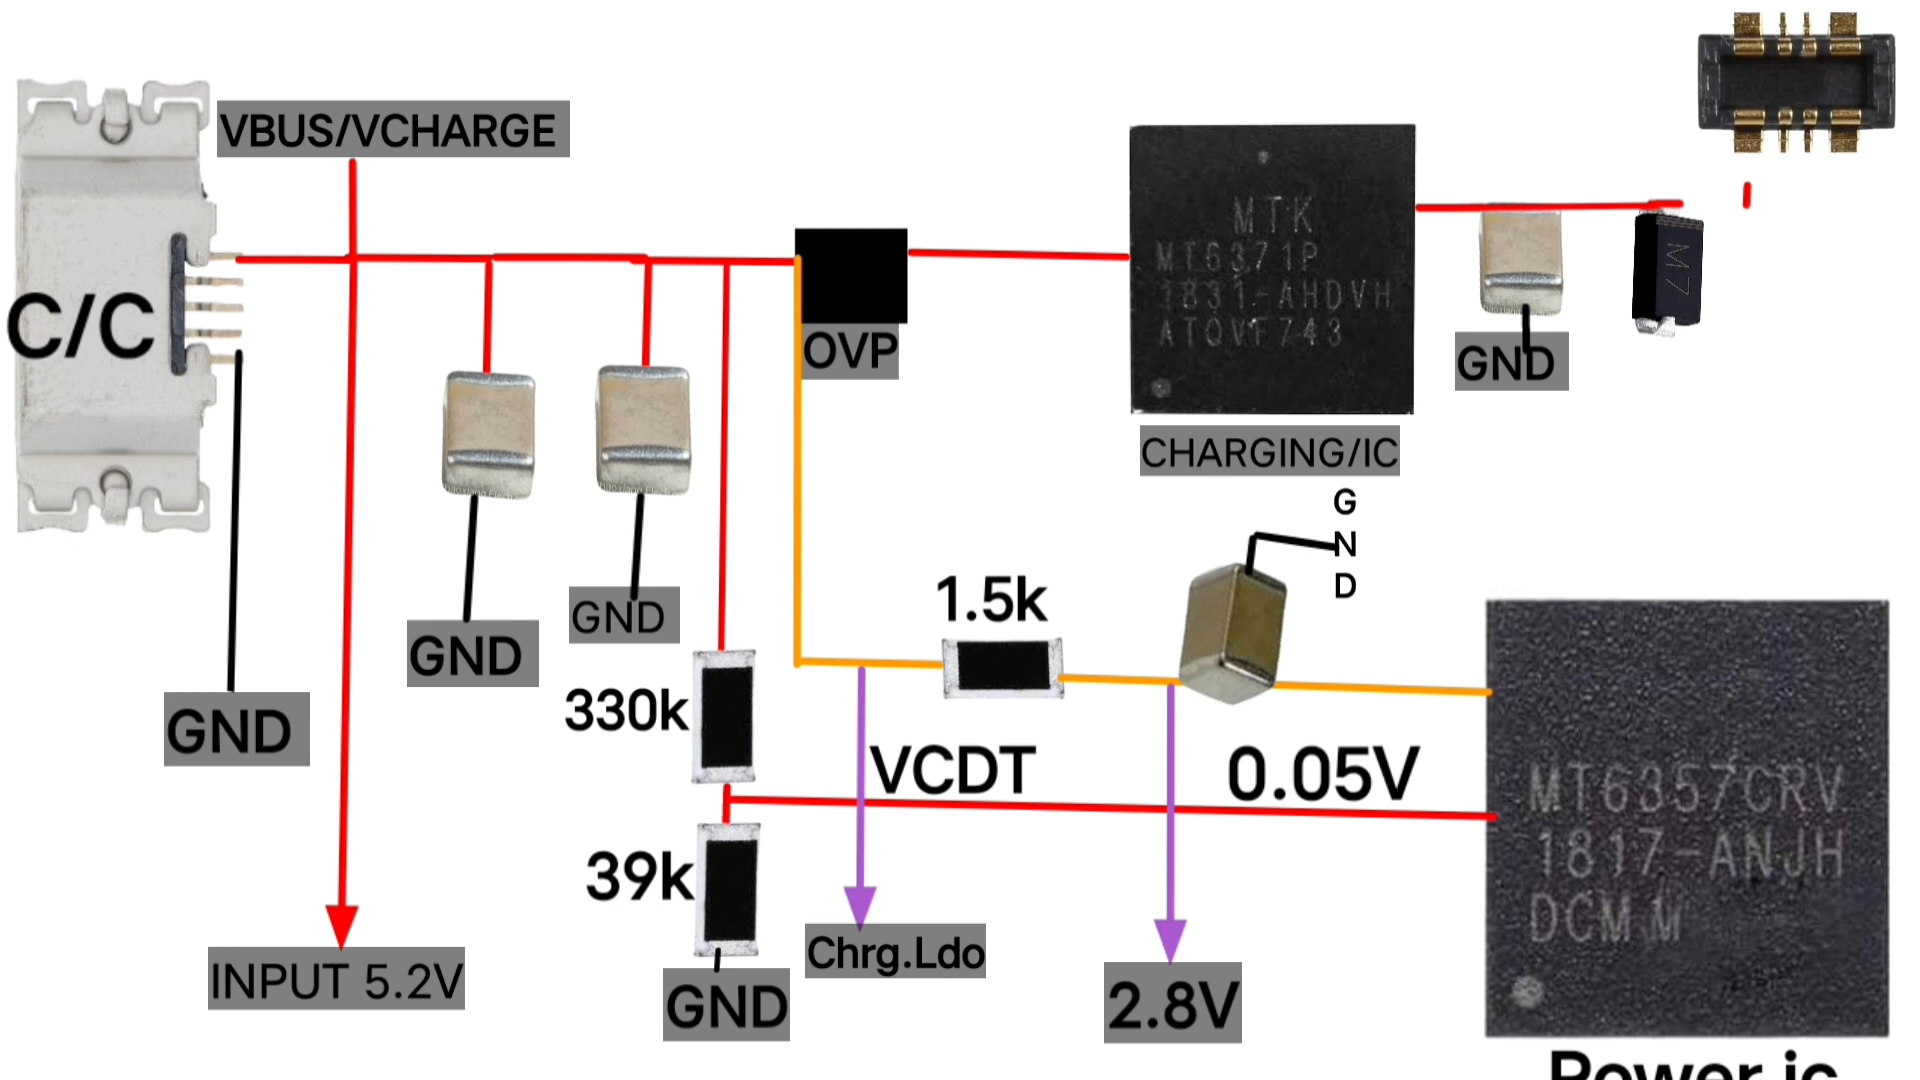 VBUS/VCHARGE
C/C
OVP
MTK
MT6371P
1831-AHDVH
ATQVF743
M7
GND
CHARGING/IC
G
N
D
GND
GND
GND
1.5k
330k
VCDT
0.05V
MT6357CRV
1817-ANJH
DCMM
39k
Chrg.Ldo
INPUT 5.2V
GND
2.8V
Power ic